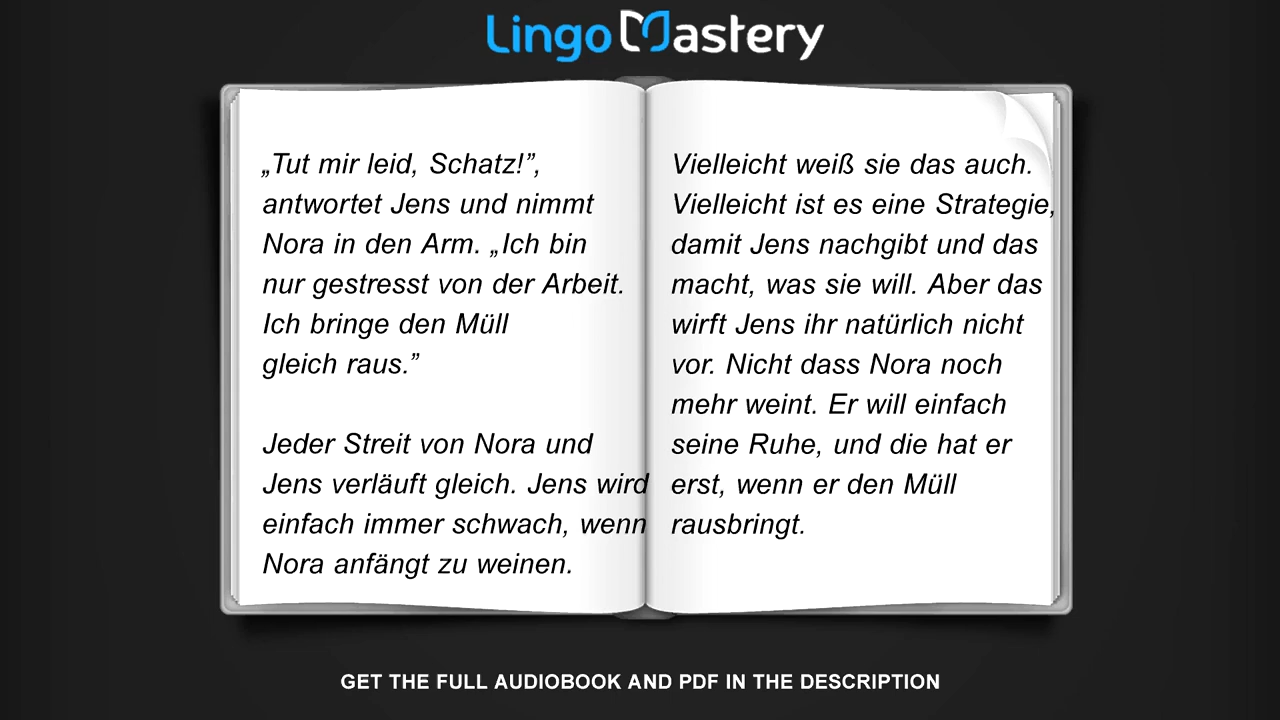 Lingo Mastery
„Tut mir leid, Schatz!”,
antwortet Jens und nimmt
Nora in den Arm. „Ich bin
nur gestresst von der Arbeit.
Ich bringe den Müll
gleich raus.”
Jeder Streit von Nora und
Jens verläuft gleich. Jens wird
einfach immer schwach, wenn
Nora anfängt zu weinen.
Vielleicht weiß sie das auch.
Vielleicht ist es eine Strategie,
damit Jens nachgibt und das
macht, was sie will. Aber das
wirft Jens ihr natürlich nicht
vor. Nicht dass Nora noch
mehr weint. Er will einfach
seine Ruhe, und die hat er
erst, wenn er den Müll
rausbringt.
GET THE FULL AUDIOBOOK AND PDF IN THE DESCRIPTION